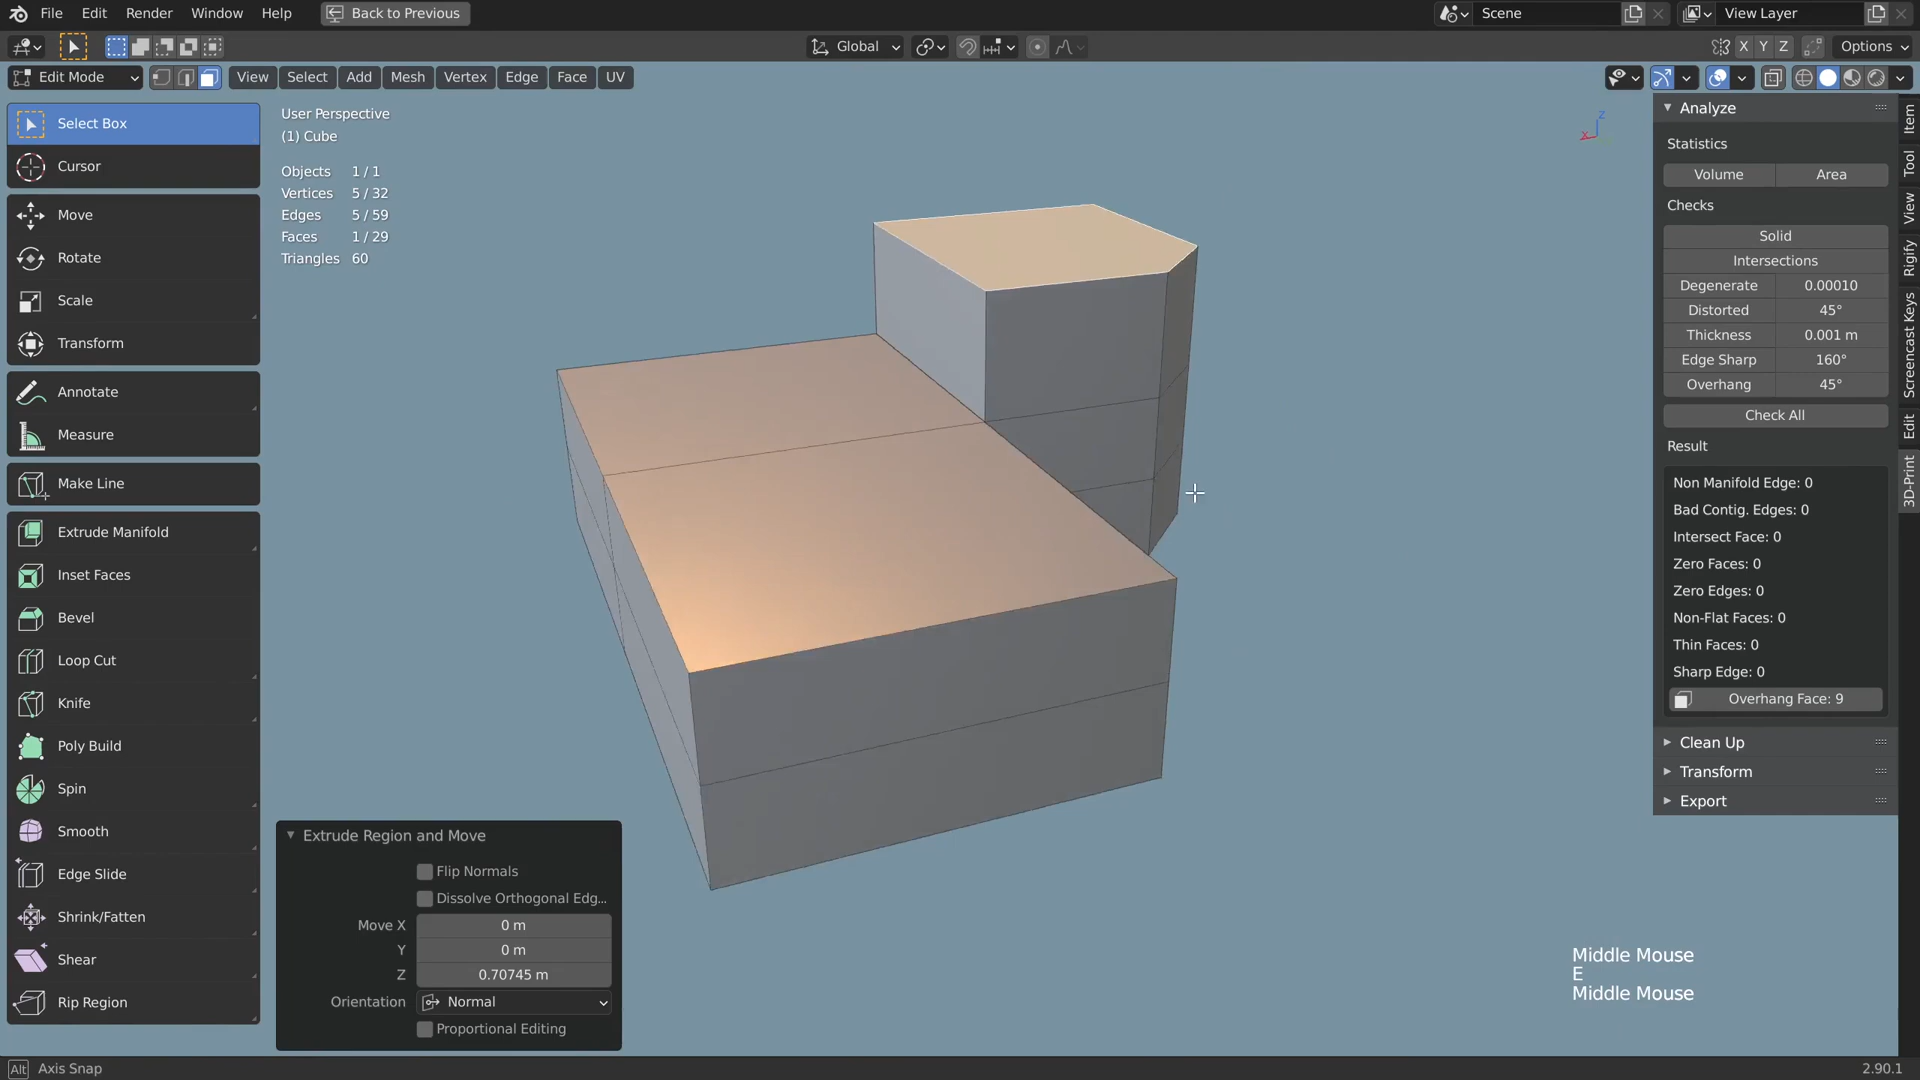 File Edit Render Window Help Back to Previous Scene View Layer
Global X Y Z Options
Edit Mode View Select Add Mesh Vertex Edge Face UV
Select Box
Cursor
Move
Rotate
Scale
Transform
Annotate
Measure
Make Line
Extrude Manifold
Inset Faces
Bevel
Loop Cut
Knife
Poly Build
Spin
Smooth
Edge Slide
Shrink/Fatten
Shear
Rip Region
User Perspective
(1) Cube
Objects 1 / 1
Vertices 5 / 32
Edges 5 / 59
Faces 1 / 29
Triangles 60
Z
X
Extrude Region and Move
Flip Normals
Dissolve Orthogonal Edg...
Move X 0 m
Y 0 m
Z 0.70745 m
Orientation Normal
Proportional Editing
Analyze
Statistics
Volume Area
Checks
Solid
Intersections
Degenerate 0.00010
Distorted 45°
Thickness 0.001 m
Edge Sharp 160°
Overhang 45°
Check All
Result
Non Manifold Edge: 0
Bad Contig. Edges: 0
Intersect Face: 0
Zero Faces: 0
Zero Edges: 0
Non-Flat Faces: 0
Thin Faces: 0
Sharp Edge: 0
Overhang Face: 9
Clean Up
Transform
Export
Item
Tool
View
Rigify
Screencast Keys
Edit
3D-Print
Middle Mouse
E
Middle Mouse
Alt Axis Snap 2.90.1